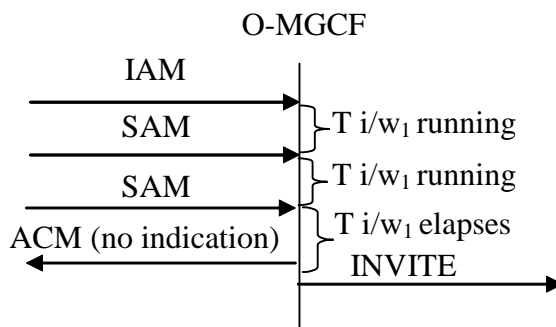 O-MGCF
IAM
T i/w1 running
SAM
T i/w1 running
SAM
T i/w1 elapses
ACM (no indication)
INVITE